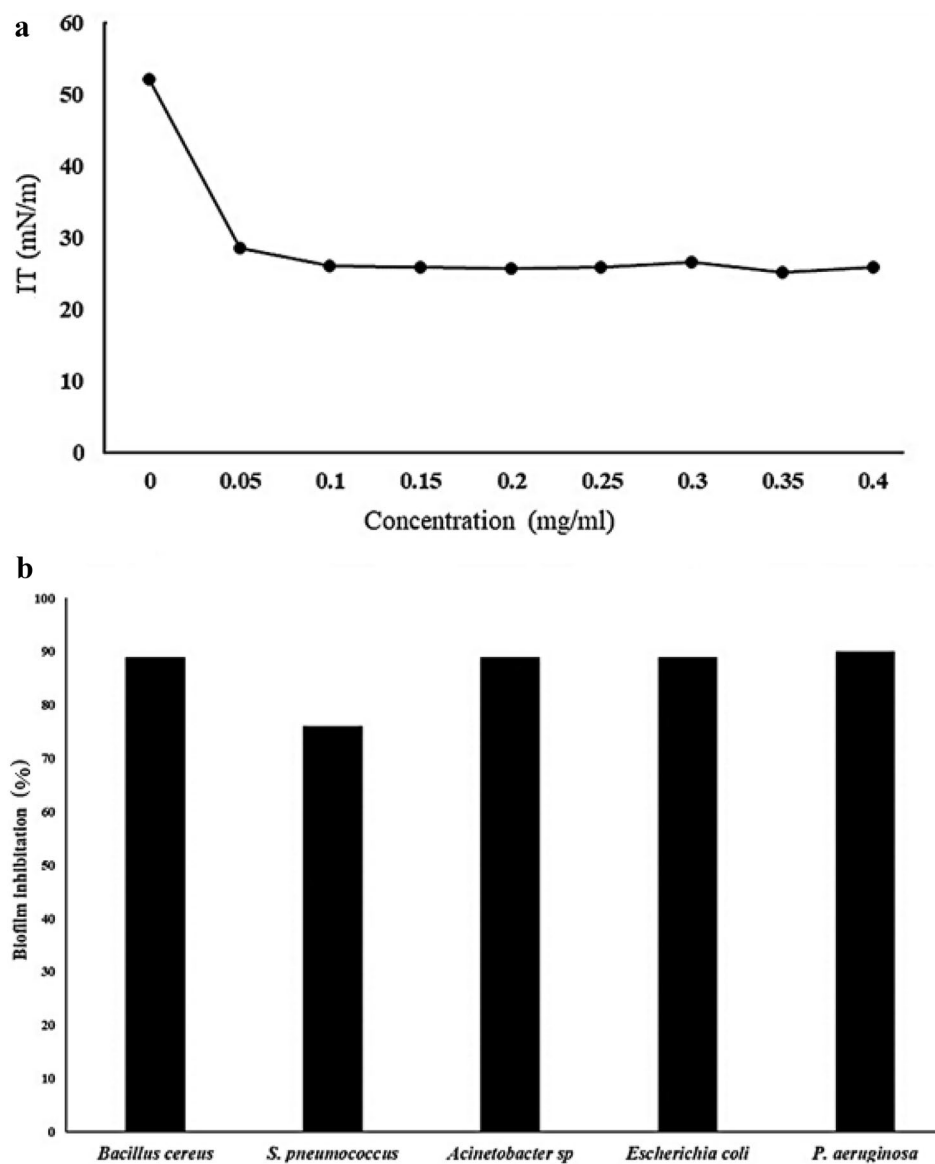 a
60
50
40
30
20
10
0
IT (mN/m)
0 0.05 0.1 0.15 0.2 0.25 0.3 0.35 0.4
Concentration (mg/ml)
b
100
90
80
70
60
50
40
30
20
10
0
Biofilm inhibitation (%)
Bacillus cereus S. pneumococcus Acinetobacter sp Escherichia coli P. aeruginosa